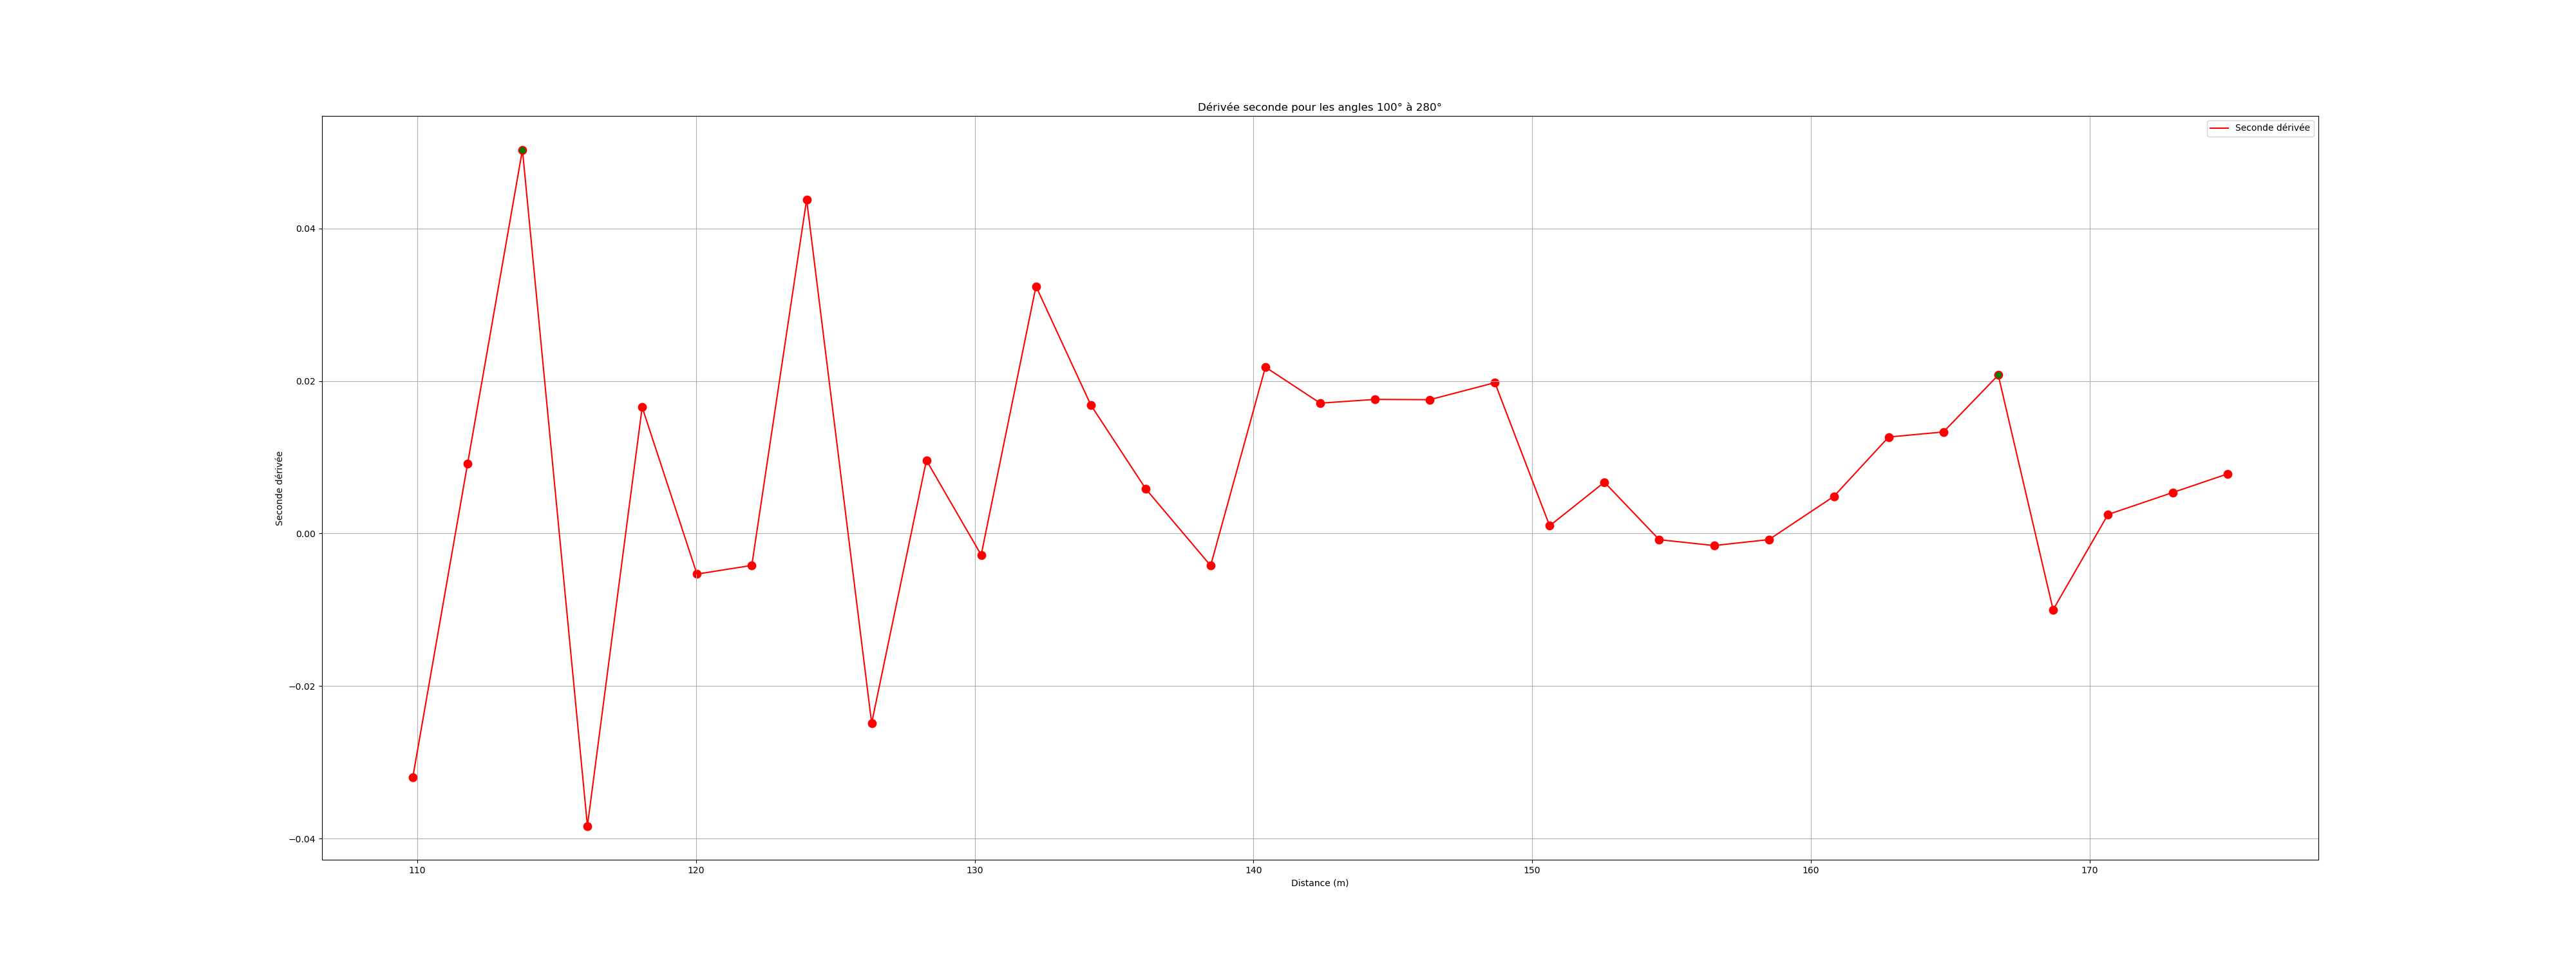 Dérivée seconde pour les angles 100° à 280°
Seconde dérivée
0.04
0.02
0.00
−0.02
−0.04
Seconde dérivée
110 120 130 140 150 160 170
Distance (m)